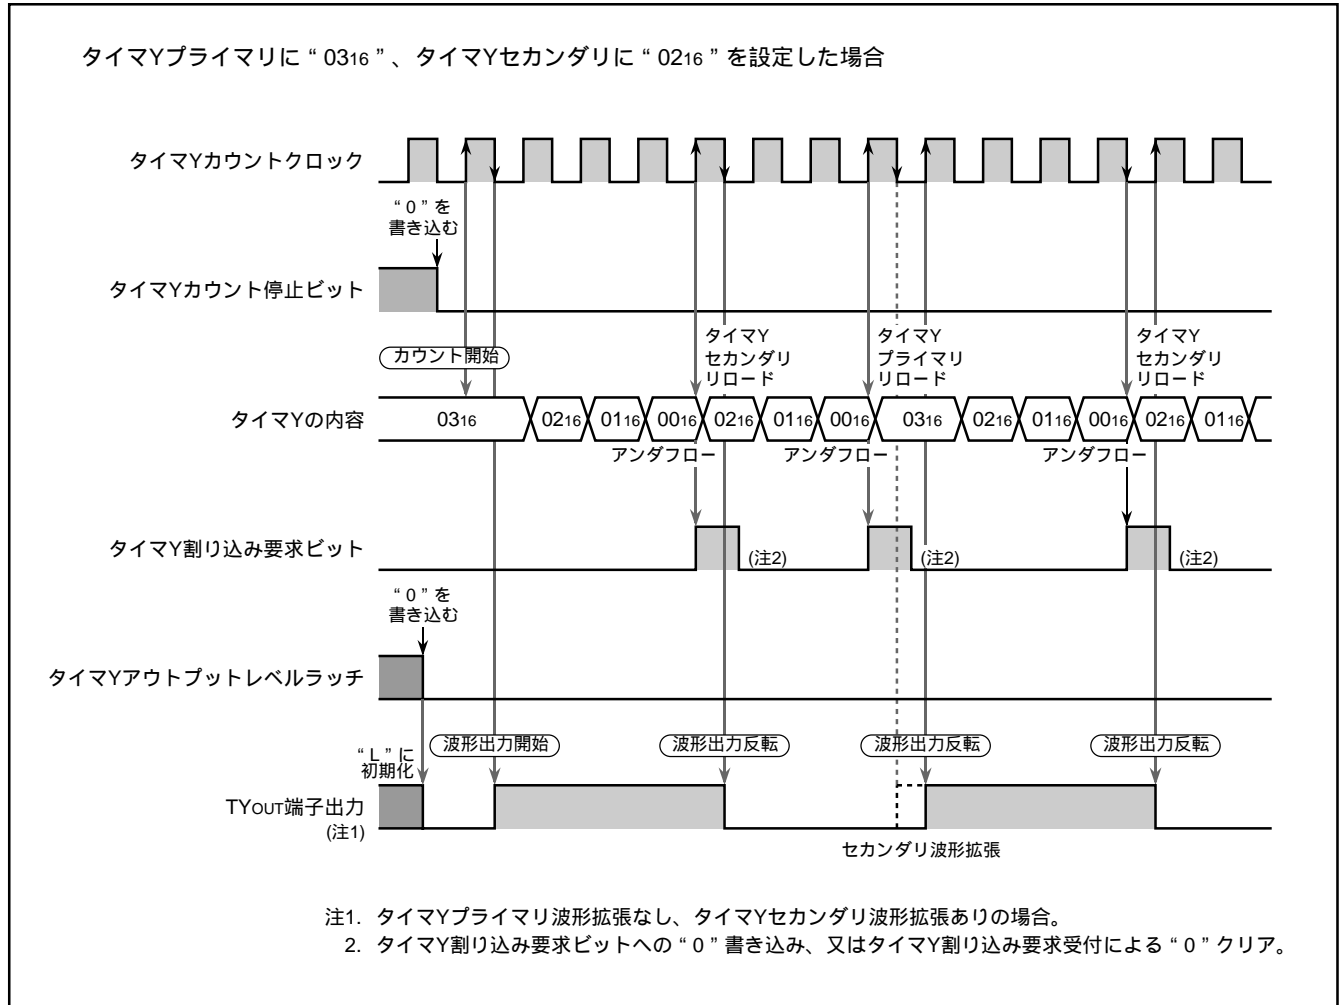 タイマYプライマリに“0316”、タイマYセカンダリに“0216”を設定した場合
タイマYカウントクロック
“0”を
書き込む
タイマYカウント停止ビット
カウント開始
タイマY
セカンダリ
リロード
タイマY
プライマリ
リロード
タイマY
セカンダリ
リロード
タイマYの内容
0316 0216 0116 0016 0216 0116 0016 0316 0216 0116 0016 0216 0116
アンダフロー アンダフロー アンダフロー
タイマY割り込み要求ビット
(注2) (注2) (注2)
“0”を
書き込む
タイマYアウトプットレベルラッチ
“L”に
初期化
波形出力開始 波形出力反転 波形出力反転 波形出力反転
TYOUT端子出力
(注1)
セカンダリ波形拡張
注1. タイマYプライマリ波形拡張なし、タイマYセカンダリ波形拡張ありの場合。
2. タイマY割り込み要求ビットへの“0”書き込み、又はタイマY割り込み要求受付による“0”クリア。